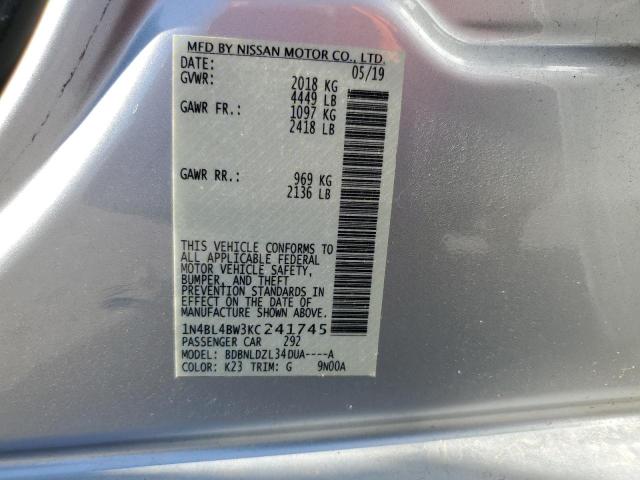 MFD BY NISSAN MOTOR CO., LTD.
DATE: 05/19
GVWR: 2018 KG
4449 LB
GAWR FR.: 1097 KG
2418 LB
GAWR RR.: 969 KG
2136 LB
THIS VEHICLE CONFORMS TO
ALL APPLICABLE FEDERAL
MOTOR VEHICLE SAFETY,
BUMPER, AND THEFT
PREVENTION STANDARDS IN
EFFECT ON THE DATE OF
MANUFACTURE SHOWN ABOVE.
1N4BL4BW3KC241745
PASSENGER CAR 292
MODEL: BDBNLDZL34DUA----A
COLOR: K23 TRIM: G 9N00A